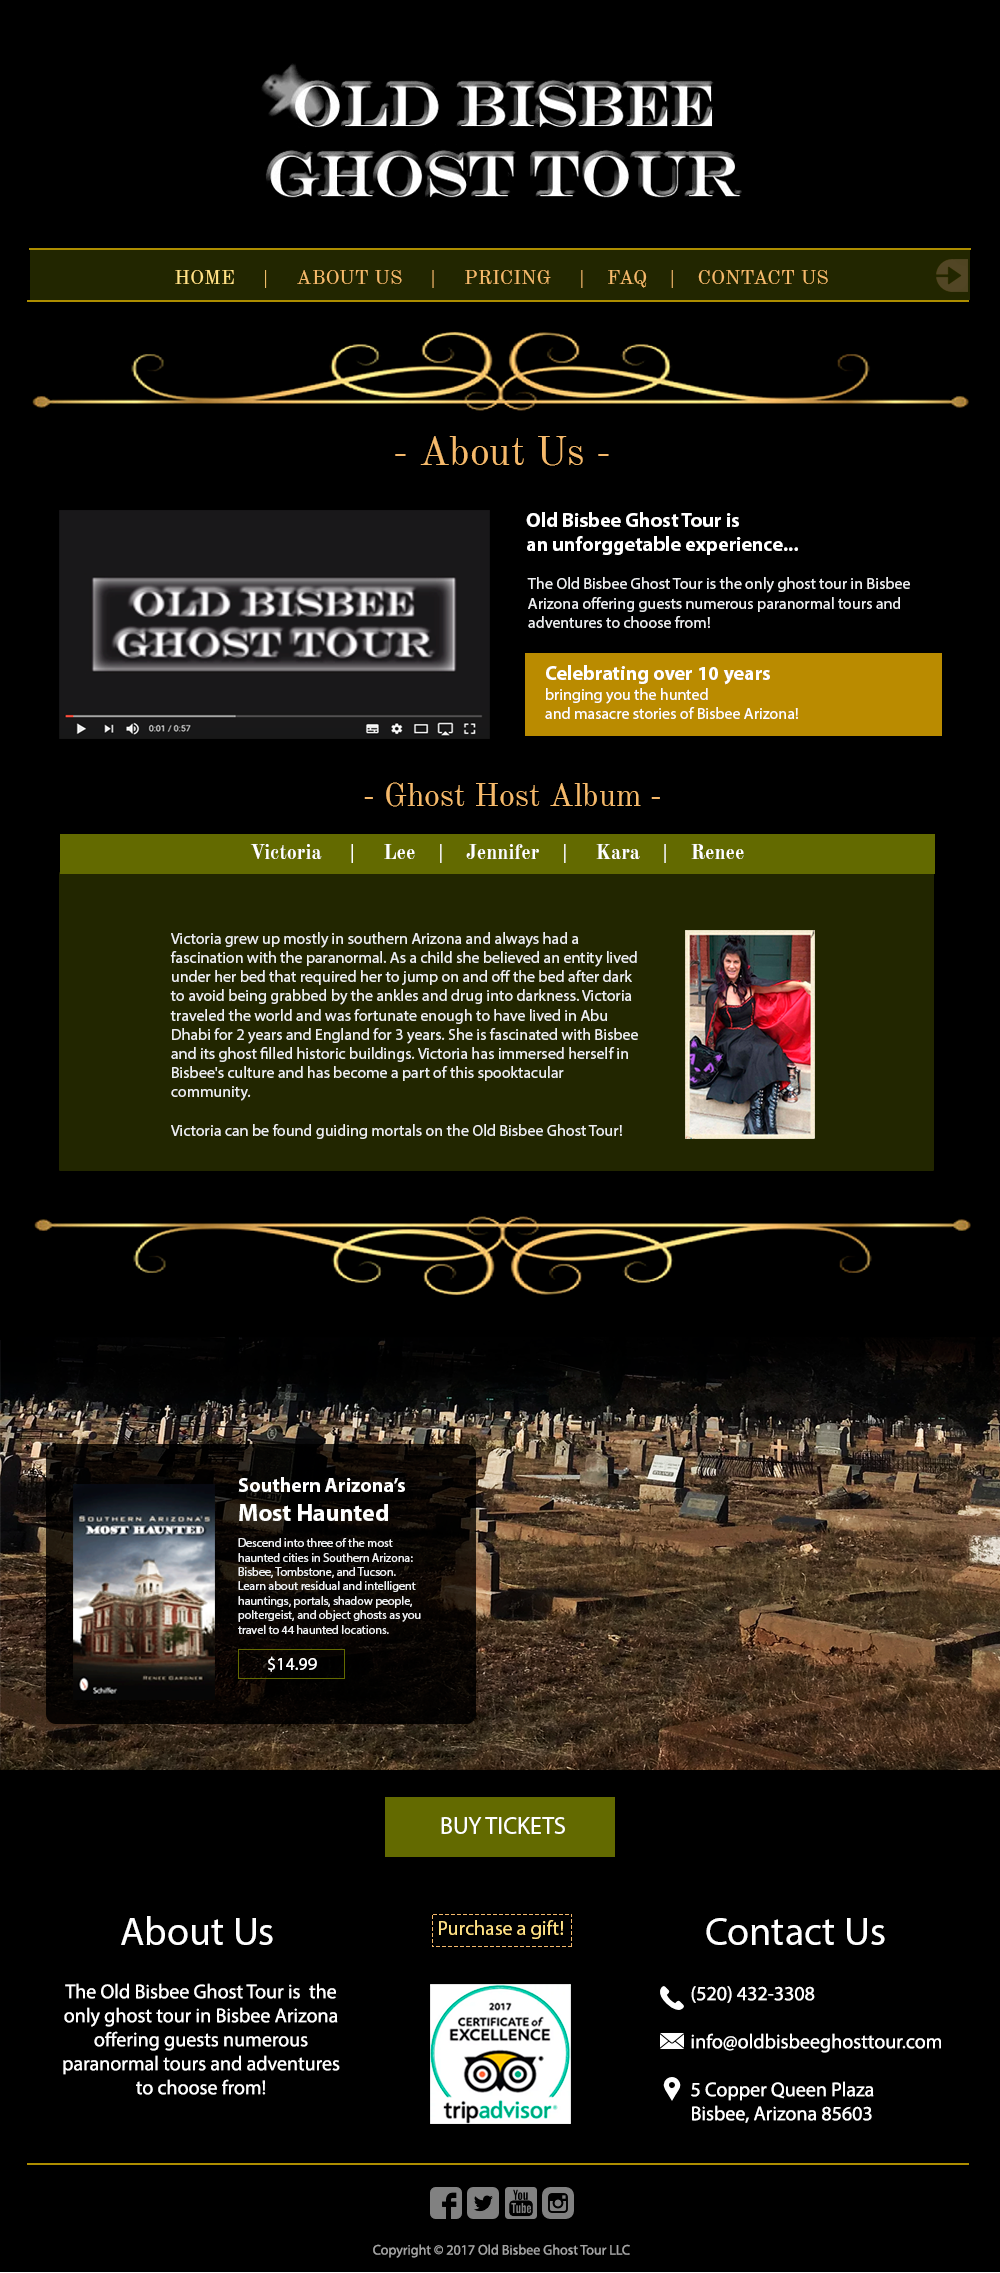 OLD BISBEE
GHOST TOUR
HOME | ABOUT US | PRICING | FAQ | CONTACT US
- About Us -
OLD BISBEE
GHOST TOUR
0:01 / 0:57
Old Bisbee Ghost Tour is
an unforggetable experience...
The Old Bisbee Ghost Tour is the only ghost tour in Bisbee
Arizona offering guests numerous paranormal tours and
adventures to choose from!
Celebrating over 10 years
bringing you the hunted
and masacre stories of Bisbee Arizona!
- Ghost Host Album -
Victoria | Lee | Jennifer | Kara | Renee
Victoria grew up mostly in southern Arizona and always had a
fascination with the paranormal. As a child she believed an entity lived
under her bed that required her to jump on and off the bed after dark
to avoid being grabbed by the ankles and drug into darkness. Victoria
traveled the world and was fortunate enough to have lived in Abu
Dhabi for 2 years and England for 3 years. She is fascinated with Bisbee
and its ghost filled historic buildings. Victoria has immersed herself in
Bisbee's culture and has become a part of this spooktacular
community.
Victoria can be found guiding mortals on the Old Bisbee Ghost Tour!
SOUTHERN ARIZONA'S
MOST HAUNTED
RENEE GARDNER
Schiffer
Southern Arizona's
Most Haunted
Descend into three of the most
haunted cities in Southern Arizona:
Bisbee, Tombstone, and Tucson.
Learn about residual and intelligent
hauntings, portals, shadow people,
poltergeist, and object ghosts as you
travel to 44 haunted locations.
$14.99
BUY TICKETS
About Us
The Old Bisbee Ghost Tour is  the
only ghost tour in Bisbee Arizona
offering guests numerous
paranormal tours and adventures
to choose from!
Purchase a gift!
2017
CERTIFICATE of
EXCELLENCE
tripadvisor®
Contact Us
(520) 432-3308
info@oldbisbeeghosttour.com
5 Copper Queen Plaza
Bisbee, Arizona 85603
You
Tube
Copyright © 2017 Old Bisbee Ghost Tour LLC